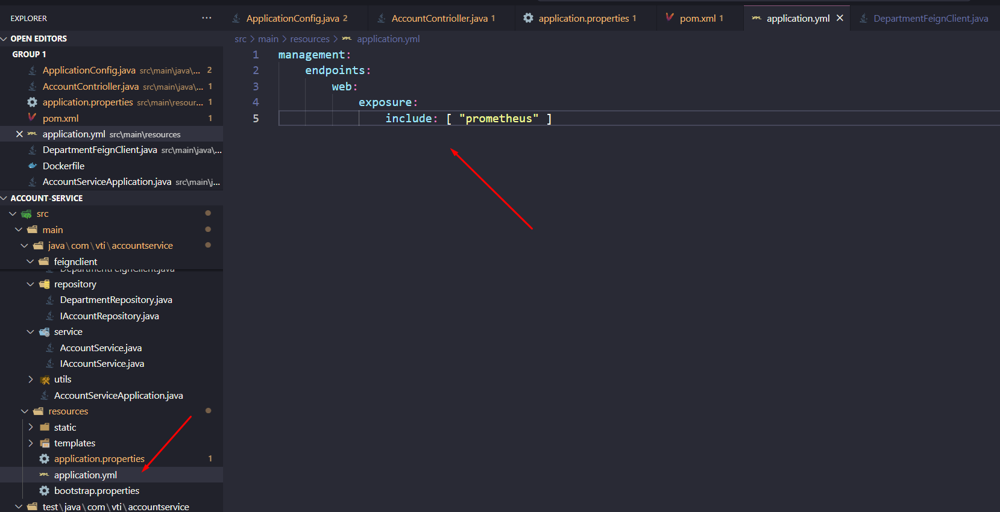 EXPLORER ...
OPEN EDITORS
GROUP 1
ApplicationConfig.java src\main\java\... 2
AccountContrioller.java src\main\java\... 1
application.properties src\main\resour... 1
pom.xml 1
application.yml src\main\resources
DepartmentFeignClient.java src\main\java\...
Dockerfile
AccountServiceApplication.java src\main\j...
ACCOUNT-SERVICE
src
main
java\com\vti\accountservice
feignclient
DepartmentFeignClient.java
repository
DepartmentRepository.java
IAccountRepository.java
service
AccountService.java
IAccountService.java
utils
AccountServiceApplication.java
resources
static
templates
application.properties 1
application.yml
bootstrap.properties
test\java\com\vti\accountservice
ApplicationConfig.java 2 AccountContrioller.java 1 application.properties 1 pom.xml 1 application.yml DepartmentFeignClient.java
src > main > resources > application.yml
1 management:
2 endpoints:
3 web:
4 exposure:
5 include: [ "prometheus" ]